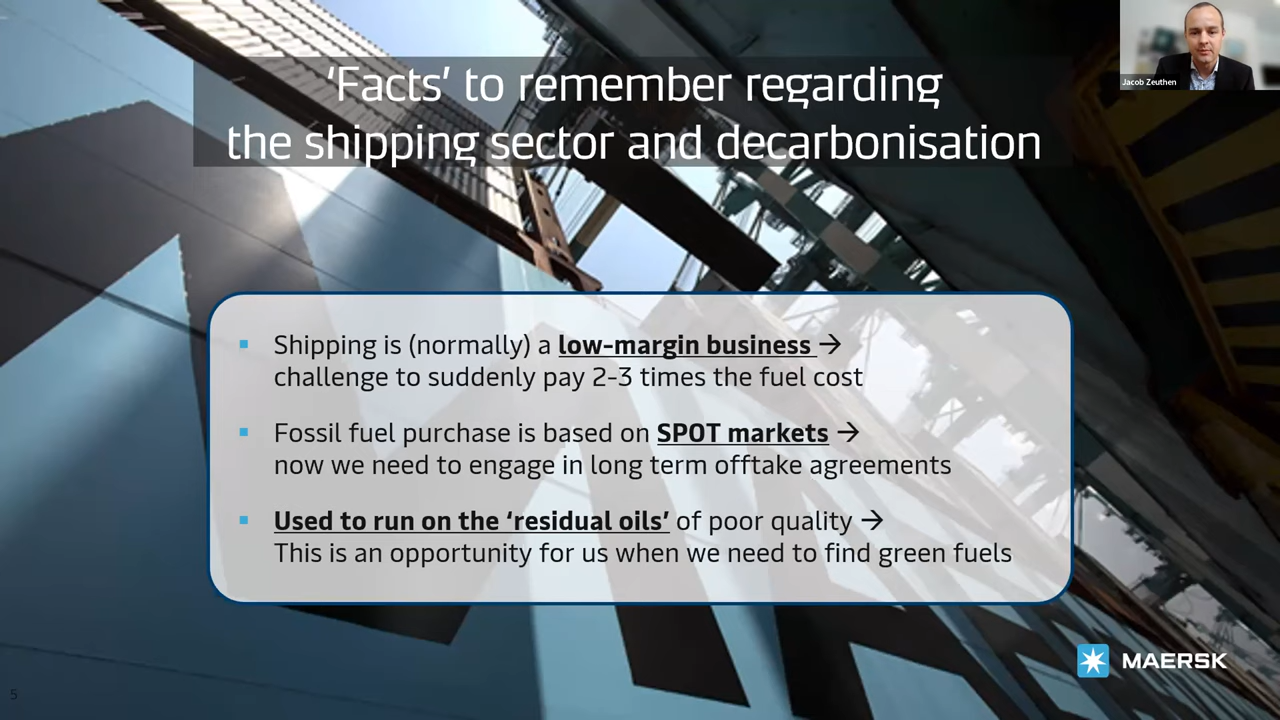 ‘Facts’ to remember regarding
the shipping sector and decarbonisation
Jacob Zeuthen
▪ Shipping is (normally) a low-margin business →
challenge to suddenly pay 2-3 times the fuel cost
▪ Fossil fuel purchase is based on SPOT markets →
now we need to engage in long term offtake agreements
▪ Used to run on the ‘residual oils’ of poor quality →
This is an opportunity for us when we need to find green fuels
MAERSK
5